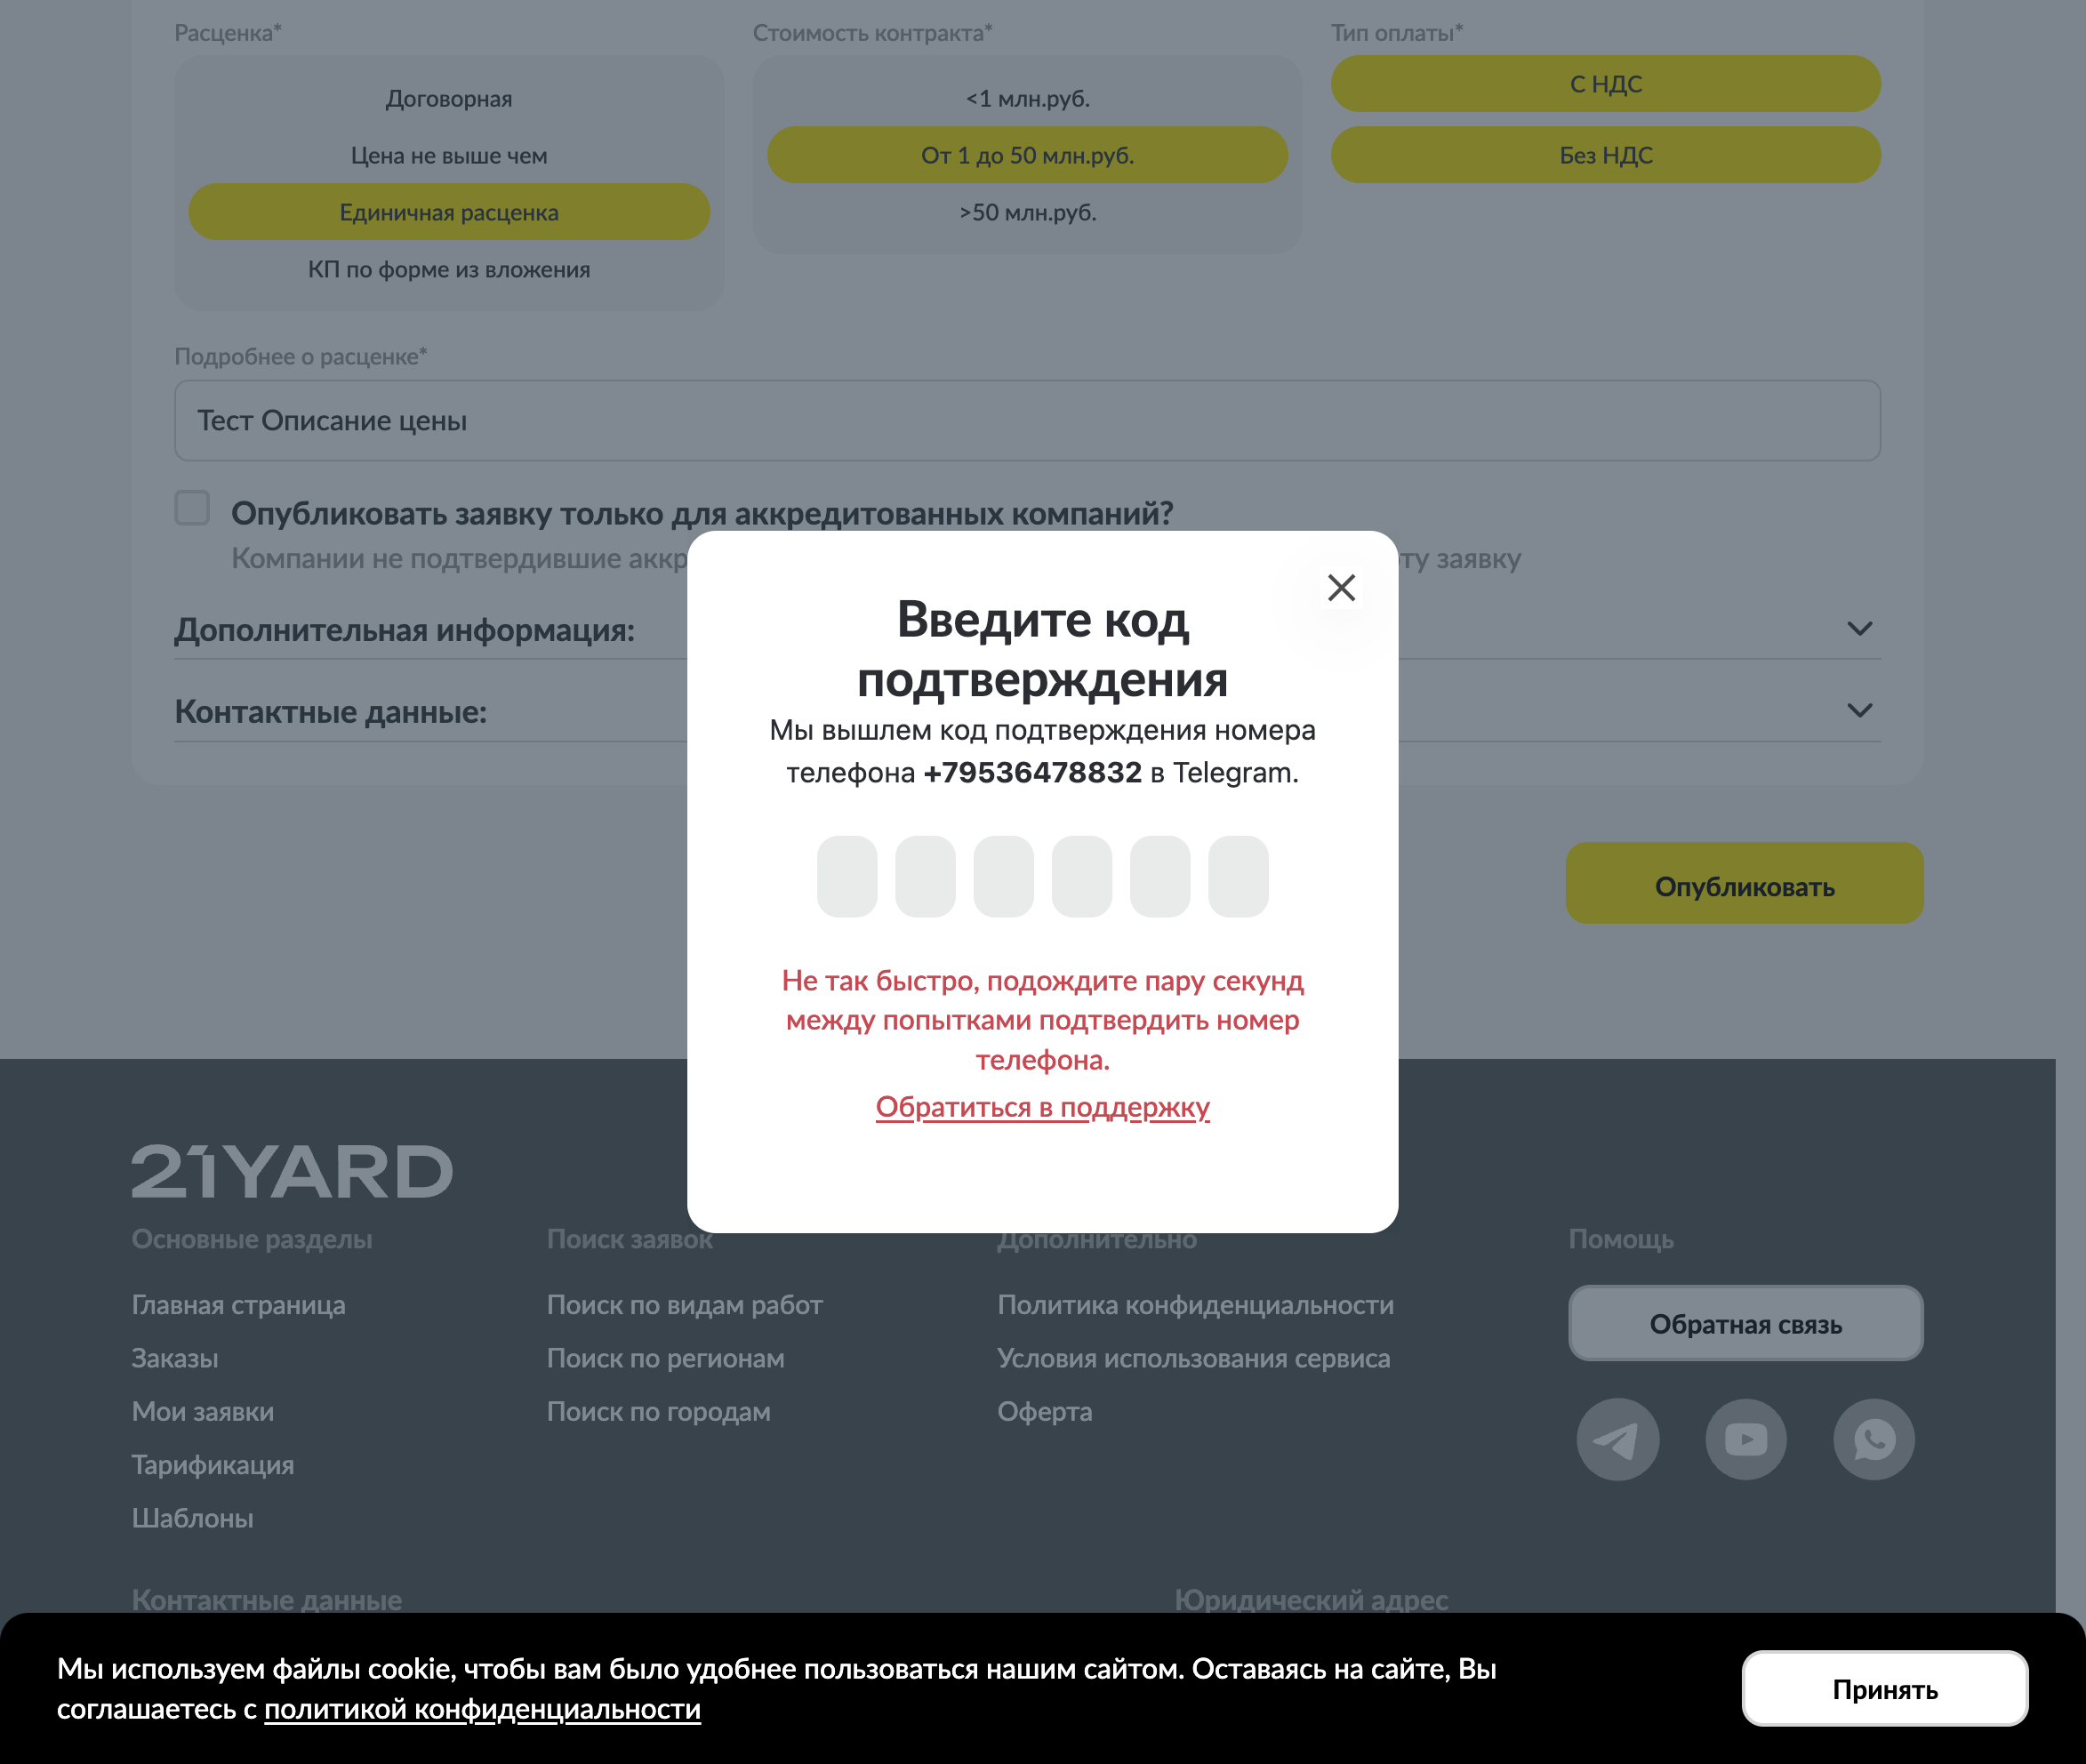 Расценка*
Стоимость контракта*
Тип оплаты*
Договорная
Цена не выше чем
Единичная расценка
КП по форме из вложения
<1 млн.руб.
От 1 до 50 млн.руб.
>50 млн.руб.
С НДС
Без НДС
Подробнее о расценке*
Тест Описание цены
Опубликовать заявку только для аккредитованных компаний?
Компании не подтвердившие аккр
ту заявку
Дополнительная информация:
Контактные данные:
Введите код
подтверждения
Мы вышлем код подтверждения номера
телефона +79536478832 в Telegram.
Не так быстро, подождите пару секунд
между попытками подтвердить номер
телефона.
Обратиться в поддержку
Опубликовать
21YARD
Основные разделы
Главная страница
Заказы
Мои заявки
Тарификация
Шаблоны
Поиск заявок
Поиск по видам работ
Поиск по регионам
Поиск по городам
Дополнительно
Политика конфиденциальности
Условия использования сервиса
Оферта
Помощь
Обратная связь
Контактные данные
Юридический адрес
Мы используем файлы cookie, чтобы вам было удобнее пользоваться нашим сайтом. Оставаясь на сайте, Вы
соглашаетесь с политикой конфиденциальности
Принять